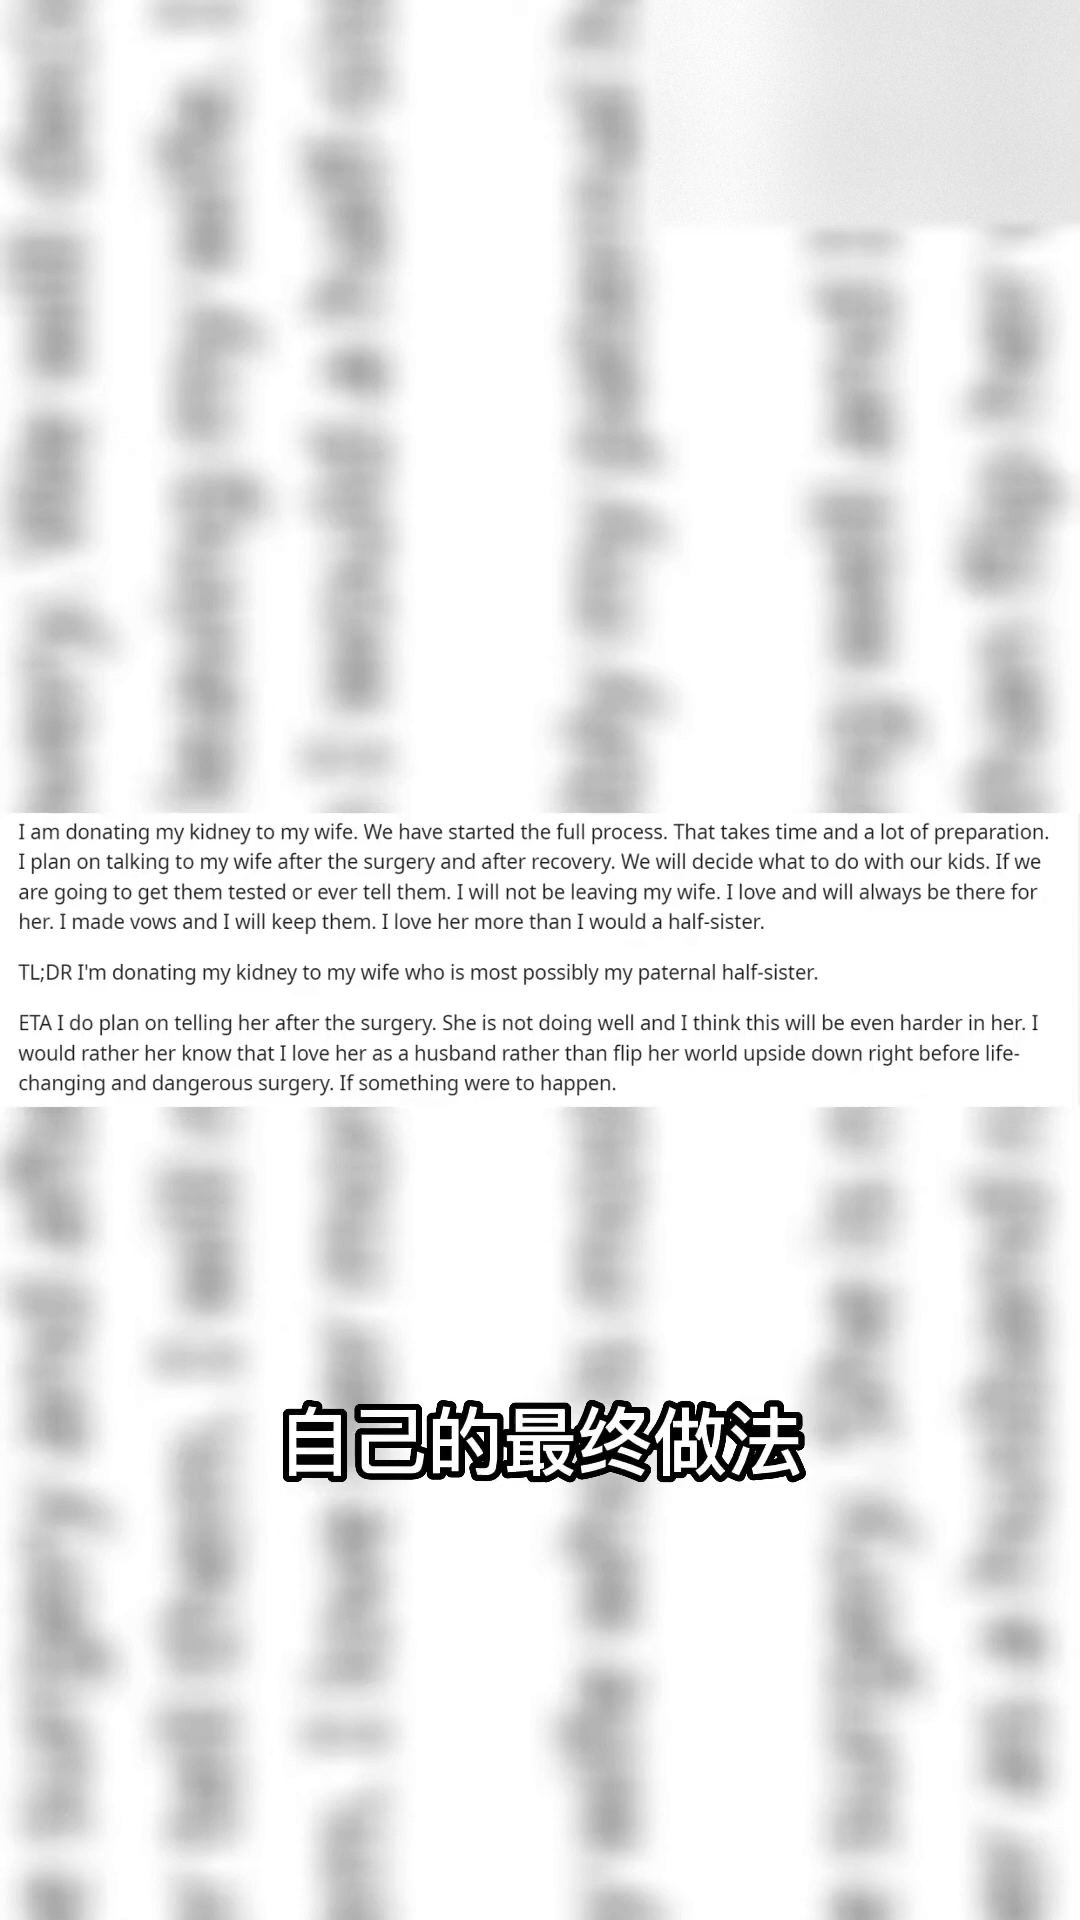 I am donating my kidney to my wife. We have started the full process. That takes time and a lot of preparation.
I plan on talking to my wife after the surgery and after recovery. We will decide what to do with our kids. If we
are going to get them tested or ever tell them. I will not be leaving my wife. I love and will always be there for
her. I made vows and I will keep them. I love her more than I would a half-sister.
TL;DR I'm donating my kidney to my wife who is most possibly my paternal half-sister.
ETA I do plan on telling her after the surgery. She is not doing well and I think this will be even harder in her. I
would rather her know that I love her as a husband rather than flip her world upside down right before life-
changing and dangerous surgery. If something were to happen.
自己的最终做法